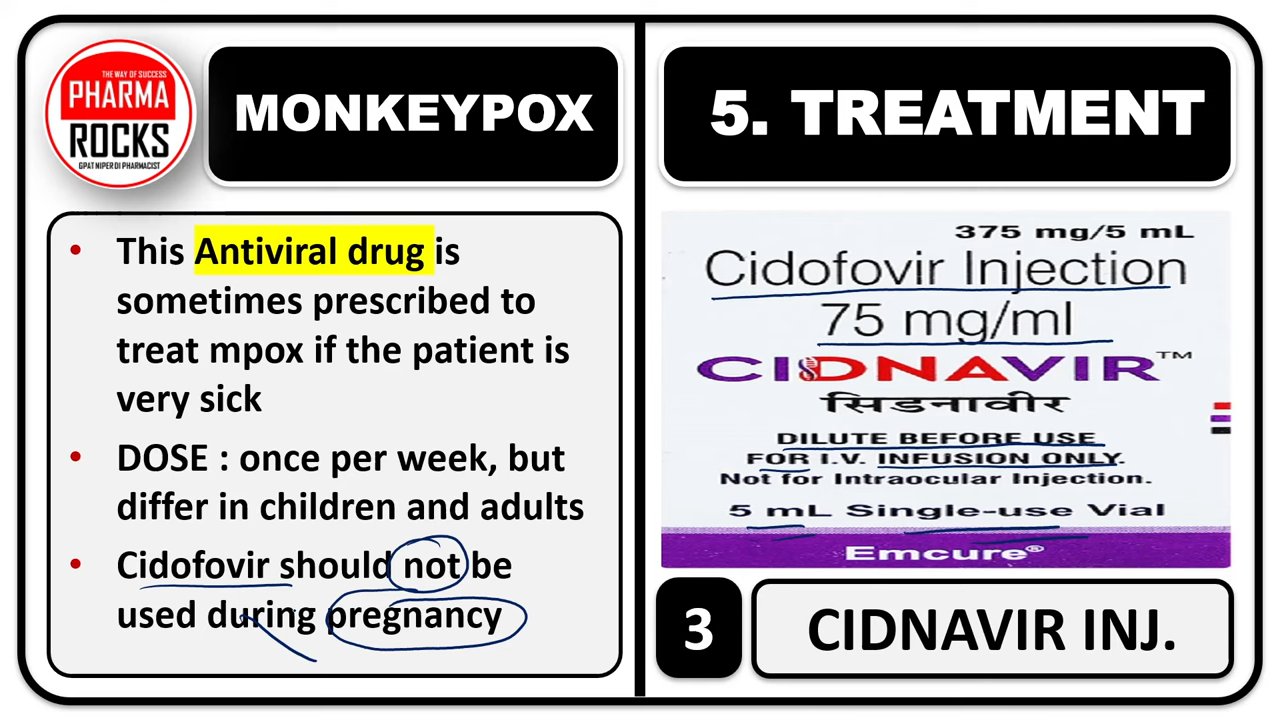 THE WAY OF SUCCESS
PHARMA
ROCKS
GPAT NIPER DI PHARMACIST
MONKEYPOX
• This Antiviral drug is
sometimes prescribed to
treat mpox if the patient is
very sick
• DOSE : once per week, but
differ in children and adults
• Cidofovir should not be
used during pregnancy
5. TREATMENT
375 mg/5 mL
Cidofovir Injection
75 mg/ml
CIDNAVIR™
सिडनावीर
DILUTE BEFORE USE
FOR I.V. INFUSION ONLY.
Not for Intraocular Injection.
5 mL Single-use Vial
Emcure®
3
CIDNAVIR INJ.